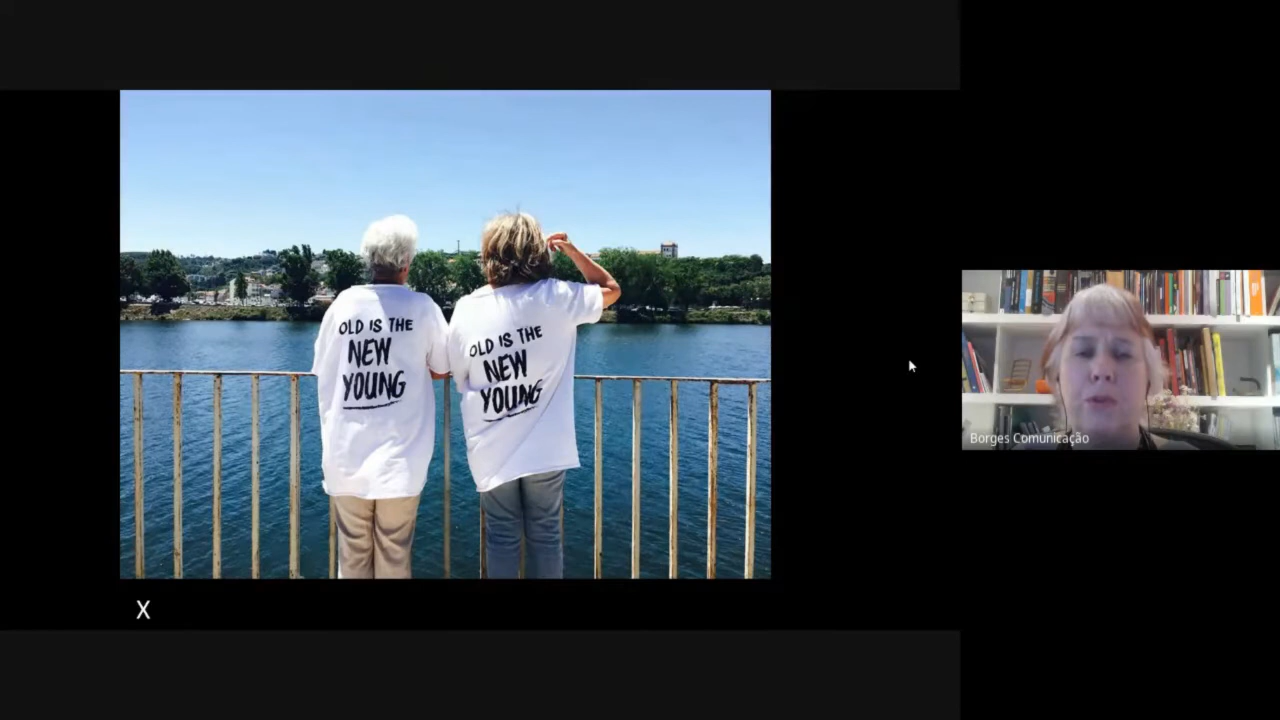 OLD IS THE
NEW
YOUNG
OLD IS THE
NEW
YOUNG
X
Borges Comunicação